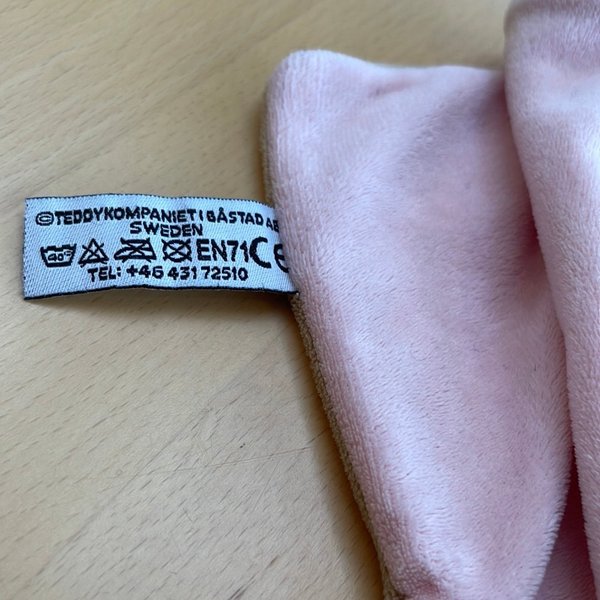 ©TEDDYKOMPANIET I BÅSTAD AB
SWEDEN
40° EN71 CE
TEL: +46 431 72510